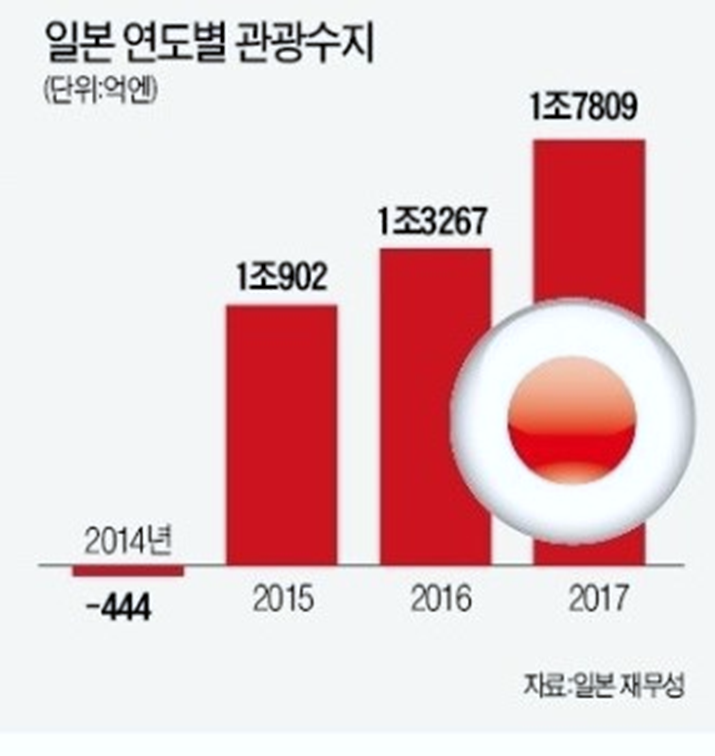 일본 연도별 관광수지
(단위:억엔)
1조7809
1조3267
1조902
2014년
-444
2015
2016
2017
자료:일본 재무성